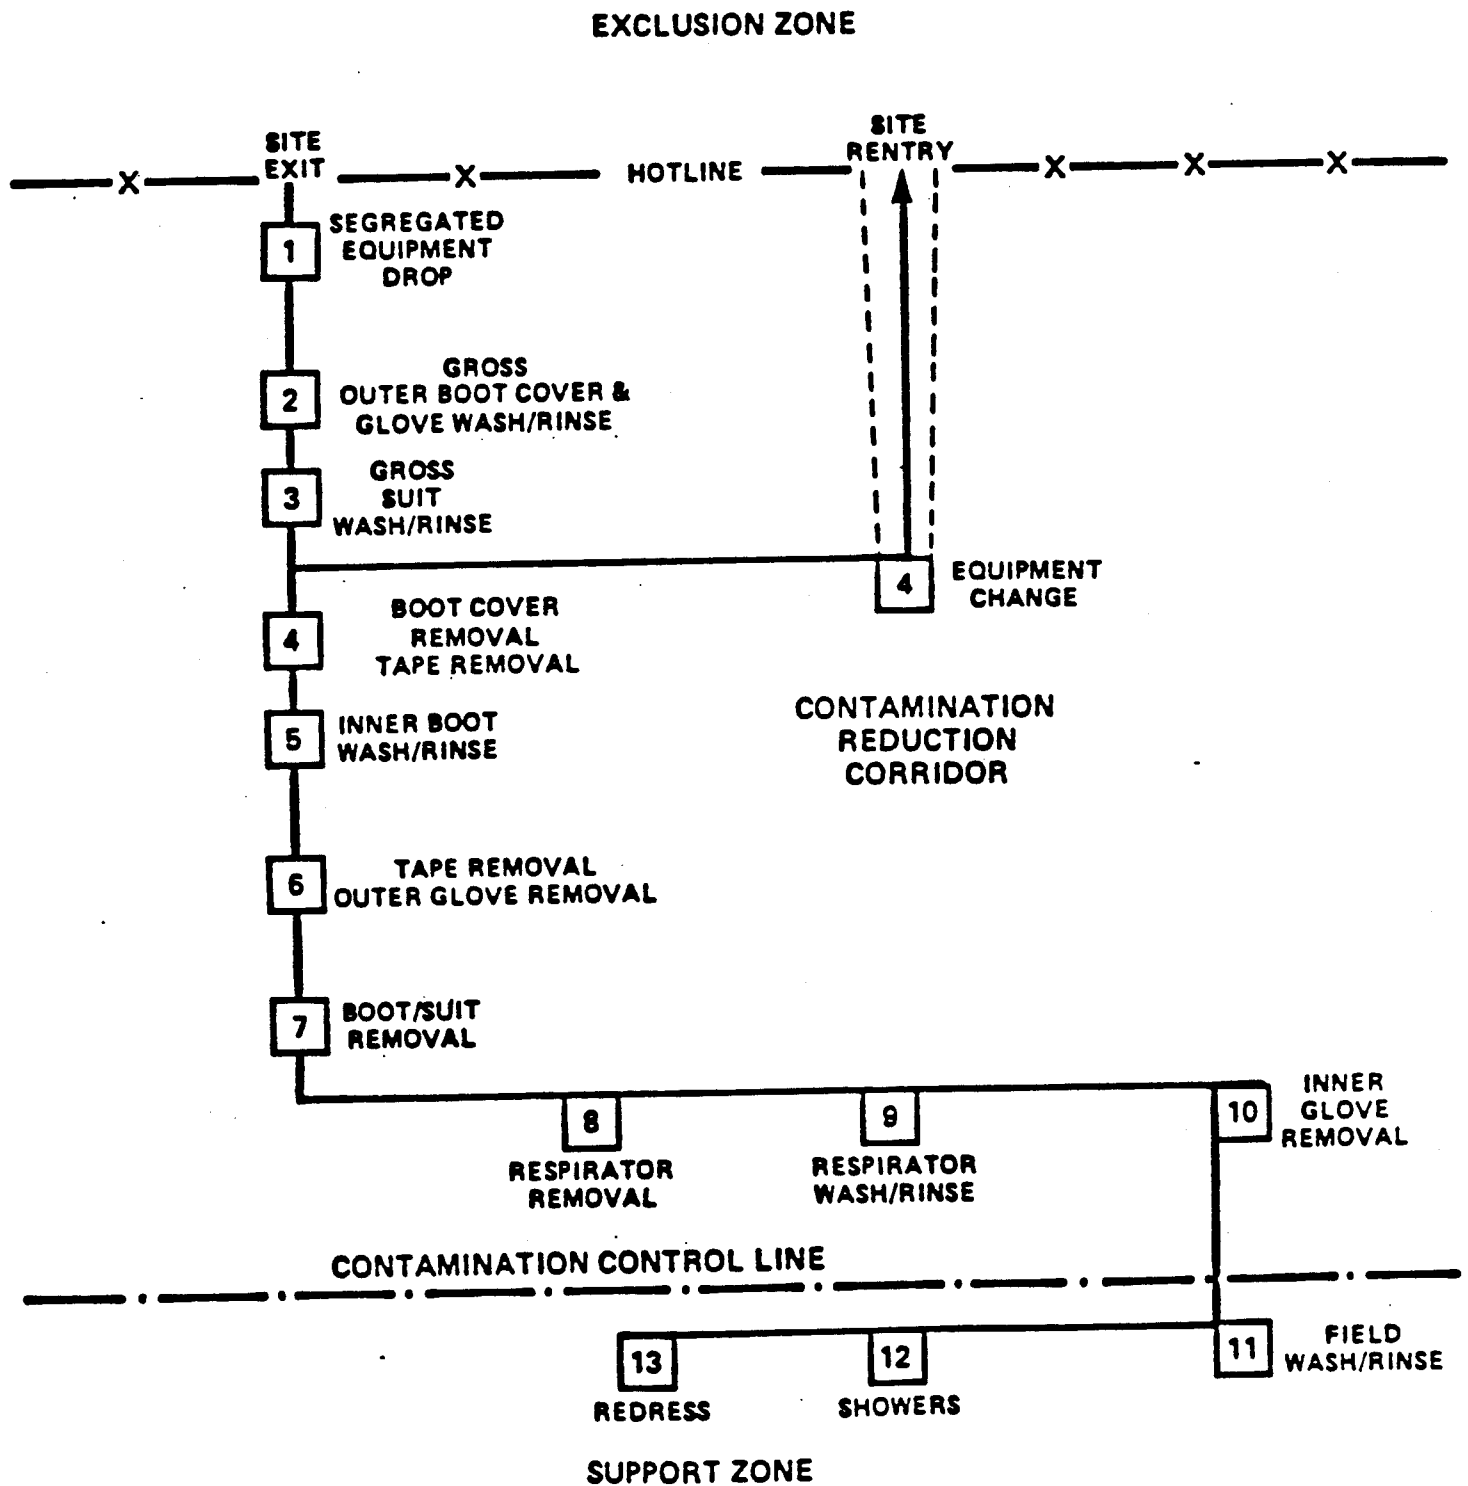 EXCLUSION ZONE
SITE
EXIT
X
X
HOTLINE
SITE
RENTRY
X
X
X
1
SEGREGATED
EQUIPMENT
DROP
2
GROSS
OUTER BOOT COVER &
GLOVE WASH/RINSE
3
GROSS
SUIT
WASH/RINSE
4
EQUIPMENT
CHANGE
4
BOOT COVER
REMOVAL
TAPE REMOVAL
5
INNER BOOT
WASH/RINSE
CONTAMINATION
REDUCTION
CORRIDOR
6
TAPE REMOVAL
OUTER GLOVE REMOVAL
7
BOOT/SUIT
REMOVAL
8
RESPIRATOR
REMOVAL
9
RESPIRATOR
WASH/RINSE
10
INNER
GLOVE
REMOVAL
CONTAMINATION CONTROL LINE
13
REDRESS
12
SHOWERS
11
FIELD
WASH/RINSE
SUPPORT ZONE